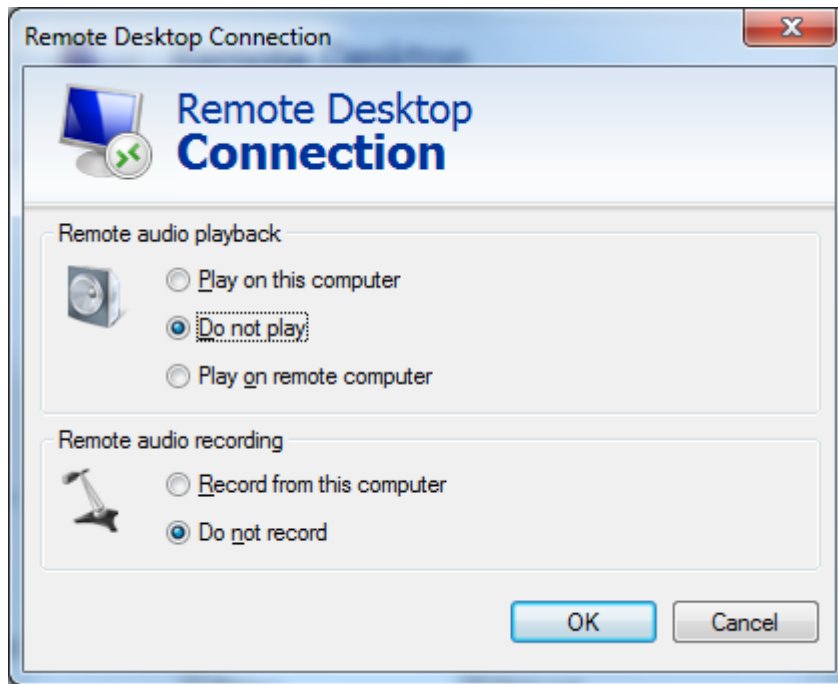 Remote Desktop Connection
Remote Desktop
Connection
Remote audio playback
Play on this computer
Do not play
Play on remote computer
Remote audio recording
Record from this computer
Do not record
OK
Cancel